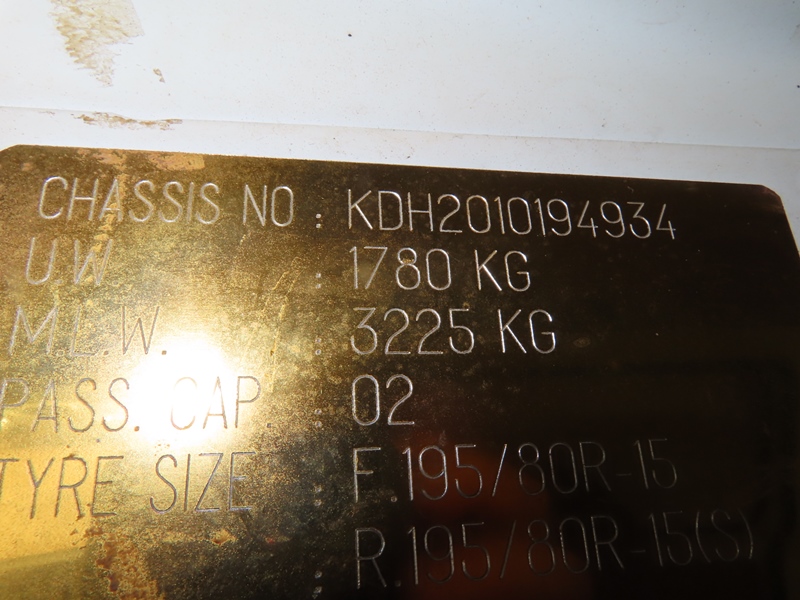 CHASSIS NO : KDH2010194934
U.W : 1780 KG
M.L.W. : 3225 KG
PASS. CAP. : 02
TYRE SIZE : F.195/80R-15
: R.195/80R-15(S)